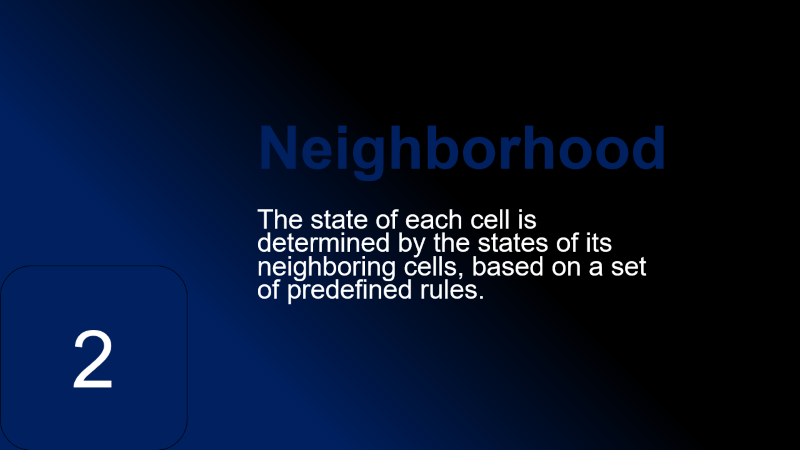 Neighborhood
The state of each cell is
determined by the states of its
neighboring cells, based on a set
of predefined rules.
2